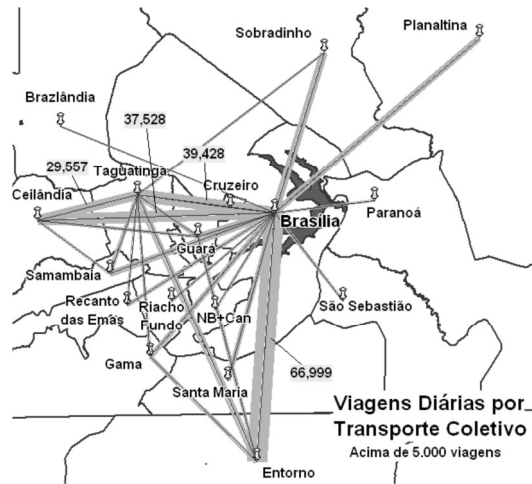 Planaltina
Sobradinho
Brazlândia
37,528
39,428
29,557
Taguatinga
Cruzeiro
Ceilândia
Brasília
Paranoá
Guará
Samambaia
Recanto
das Emas
Riacho
Fundo
NB+Can
São Sebastião
Gama
66,999
Santa Maria
Viagens Diárias por
Transporte Coletivo
Acima de 5.000 viagens
Entorno